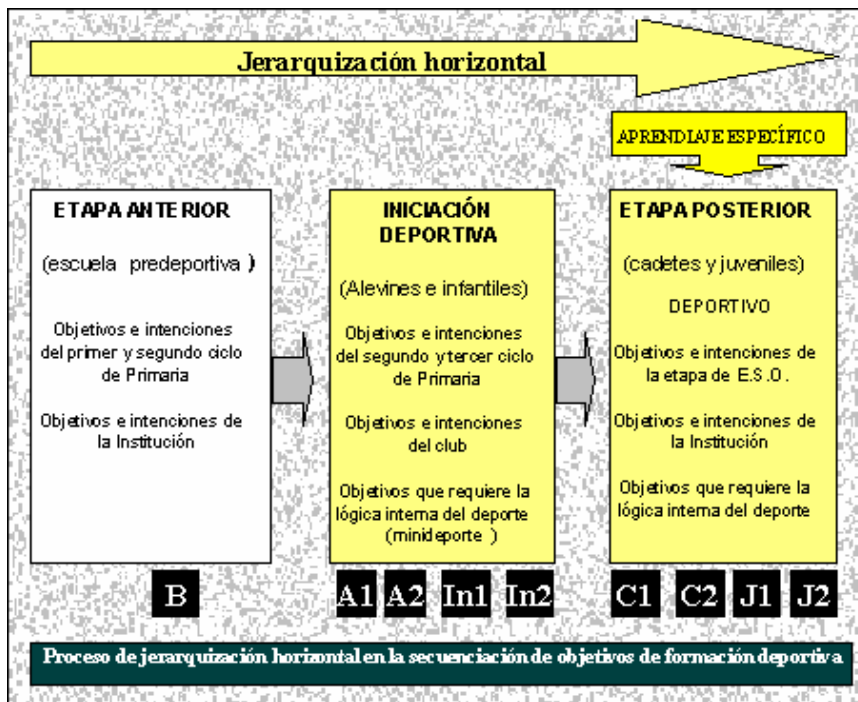 Jerarquización horizontal
APRENDIAJE ESPECÍFICO
ETAPA ANTERIOR
(escuela predeportiva )
Objetivos e intenciones
del primer y segundo ciclo
de Primaria
Objetivos e intenciones de
la Institución
B
INICIACIÓN
DEPORTIVA
(Alevines e infantiles)
Objetivos e intenciones
del segundo y tercer ciclo
de Primaria
Objetivos e intenciones
del club
Objetivos que requiere la
lógica interna del deporte
(minideporte )
A1 A2 In1 In2
ETAPA POSTERIOR
(cadetes y juveniles)
DEPORTIVO
Objetivos e intenciones de
la etapa de E.S.O.
Objetivos e intenciones de
la Institución
Objetivos que requiere la
lógica interna del deporte
C1 C2 J1 J2
Proceso de jerarquización horizontal en la secuenciación de objetivos de formación deportiva